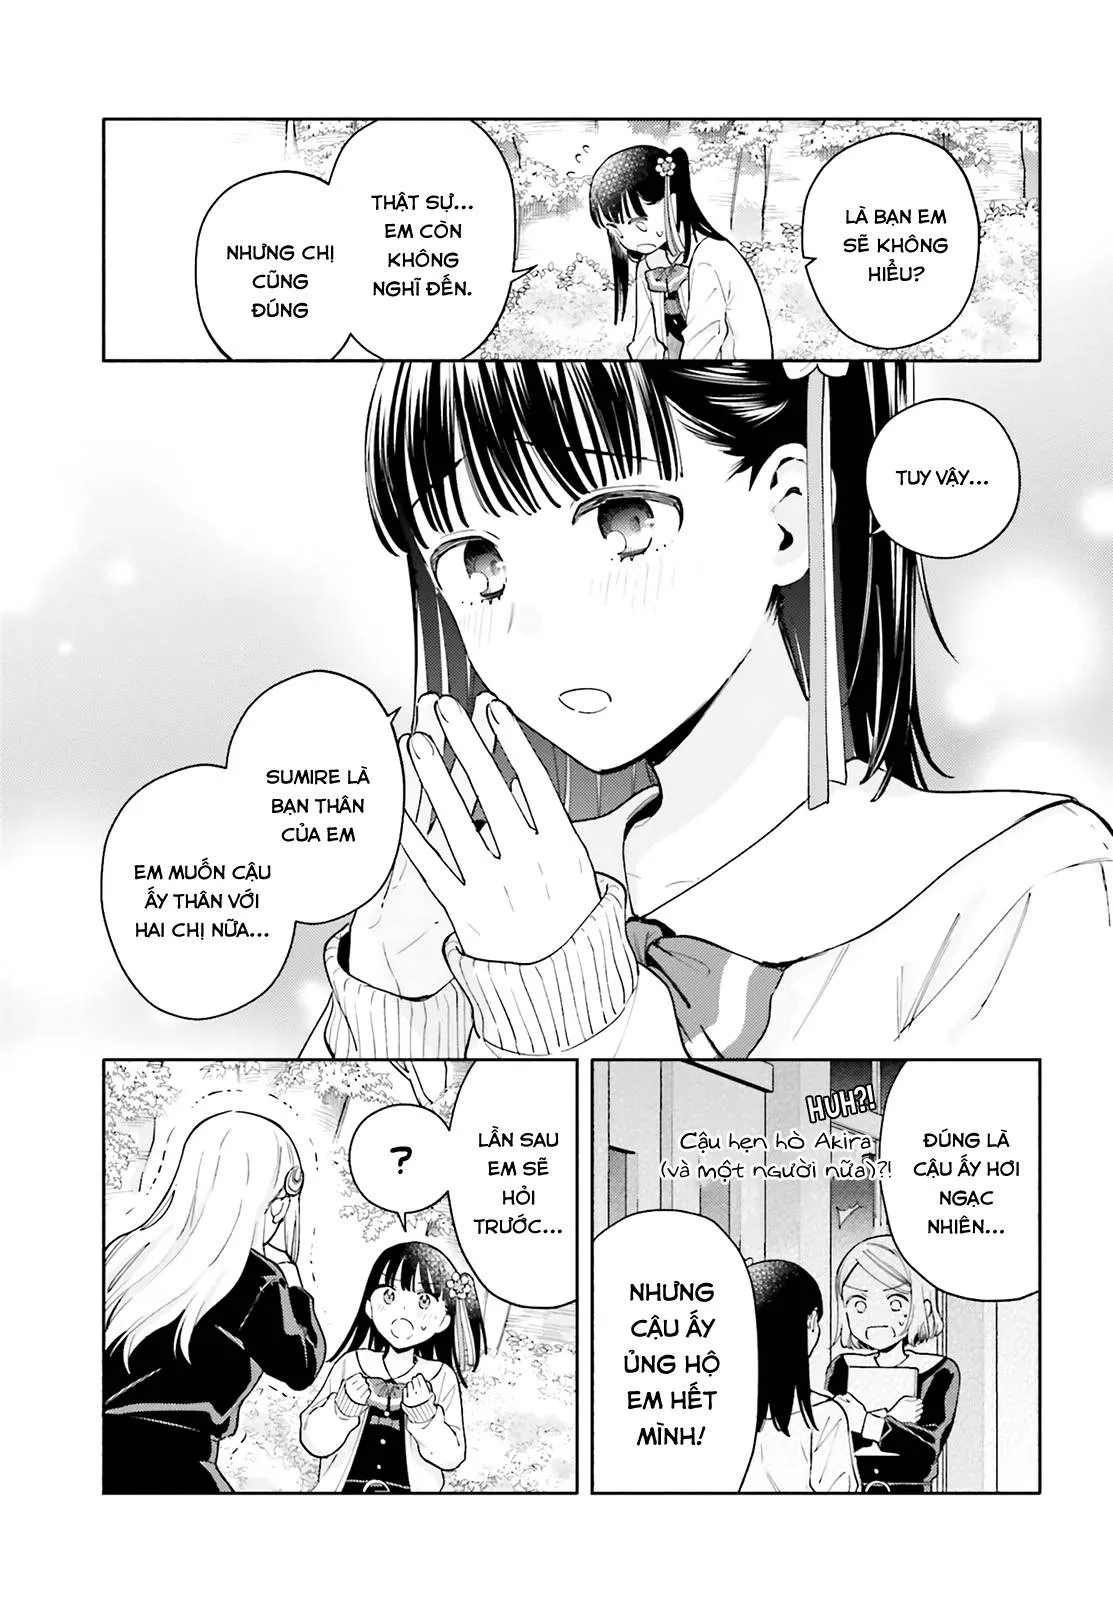 LÀ BẠN EM
SẼ KHÔNG
HIỂU?
THẬT SỰ...
EM CÒN
KHÔNG
NGHĨ ĐẾN.
NHƯNG CHỊ
CŨNG
ĐÚNG
TUY VẬY...
SUMIRE LÀ
BẠN THÂN
CỦA EM
EM MUỐN CẬU
ẤY THÂN VỚI
HAI CHỊ NỮA...
ĐÚNG LÀ
CẬU ẤY HƠI
NGẠC
NHIÊN...
HUH?!
Cậu hẹn hò Akira
(và một người nữa)?!
NHƯNG
CẬU ẤY
ỦNG HỘ
EM HẾT
MÌNH!
LẦN SAU
EM SẼ
HỎI
TRƯỚC...
?